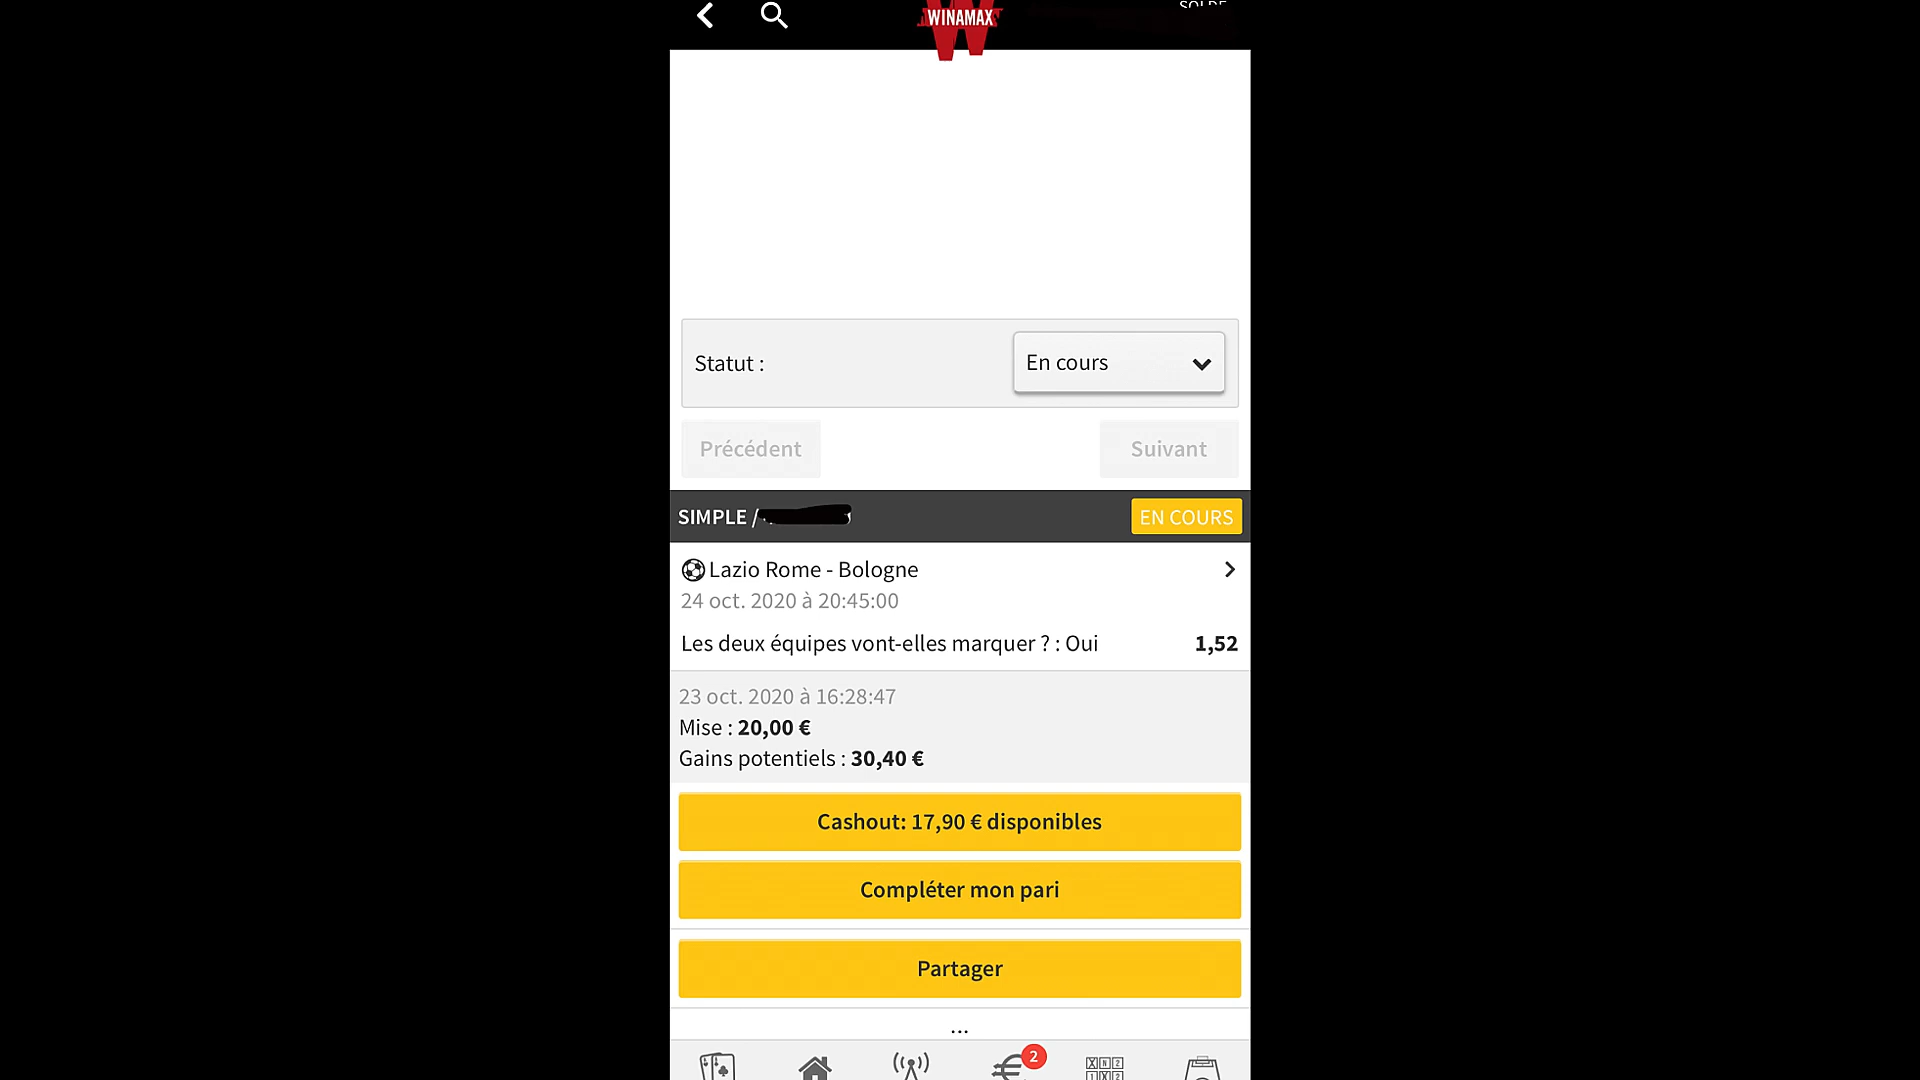 WINAMAX
SOLDE
Statut :
En cours
Précédent
Suivant
SIMPLE /
EN COURS
Lazio Rome - Bologne
24 oct. 2020 à 20:45:00
Les deux équipes vont-elles marquer ? : Oui
1,52
23 oct. 2020 à 16:28:47
Mise : 20,00 €
Gains potentiels : 30,40 €
Cashout: 17,90 € disponibles
Compléter mon pari
Partager
...
2